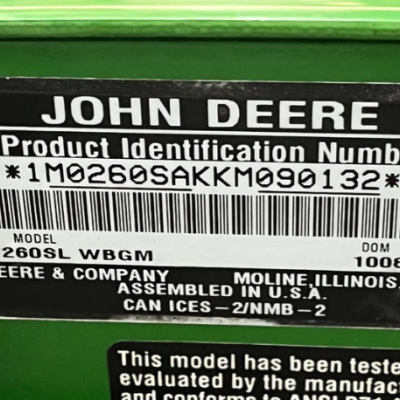 JOHN DEERE
Product Identification Numb
*1M0260SAKKM090132*
MODEL DOM
260SL WBGM 1008
EERE & COMPANY MOLINE, ILLINOIS,
ASSEMBLED IN U.S.A.
CAN ICES-2/NMB-2
This model has been teste
evaluated by the manufac